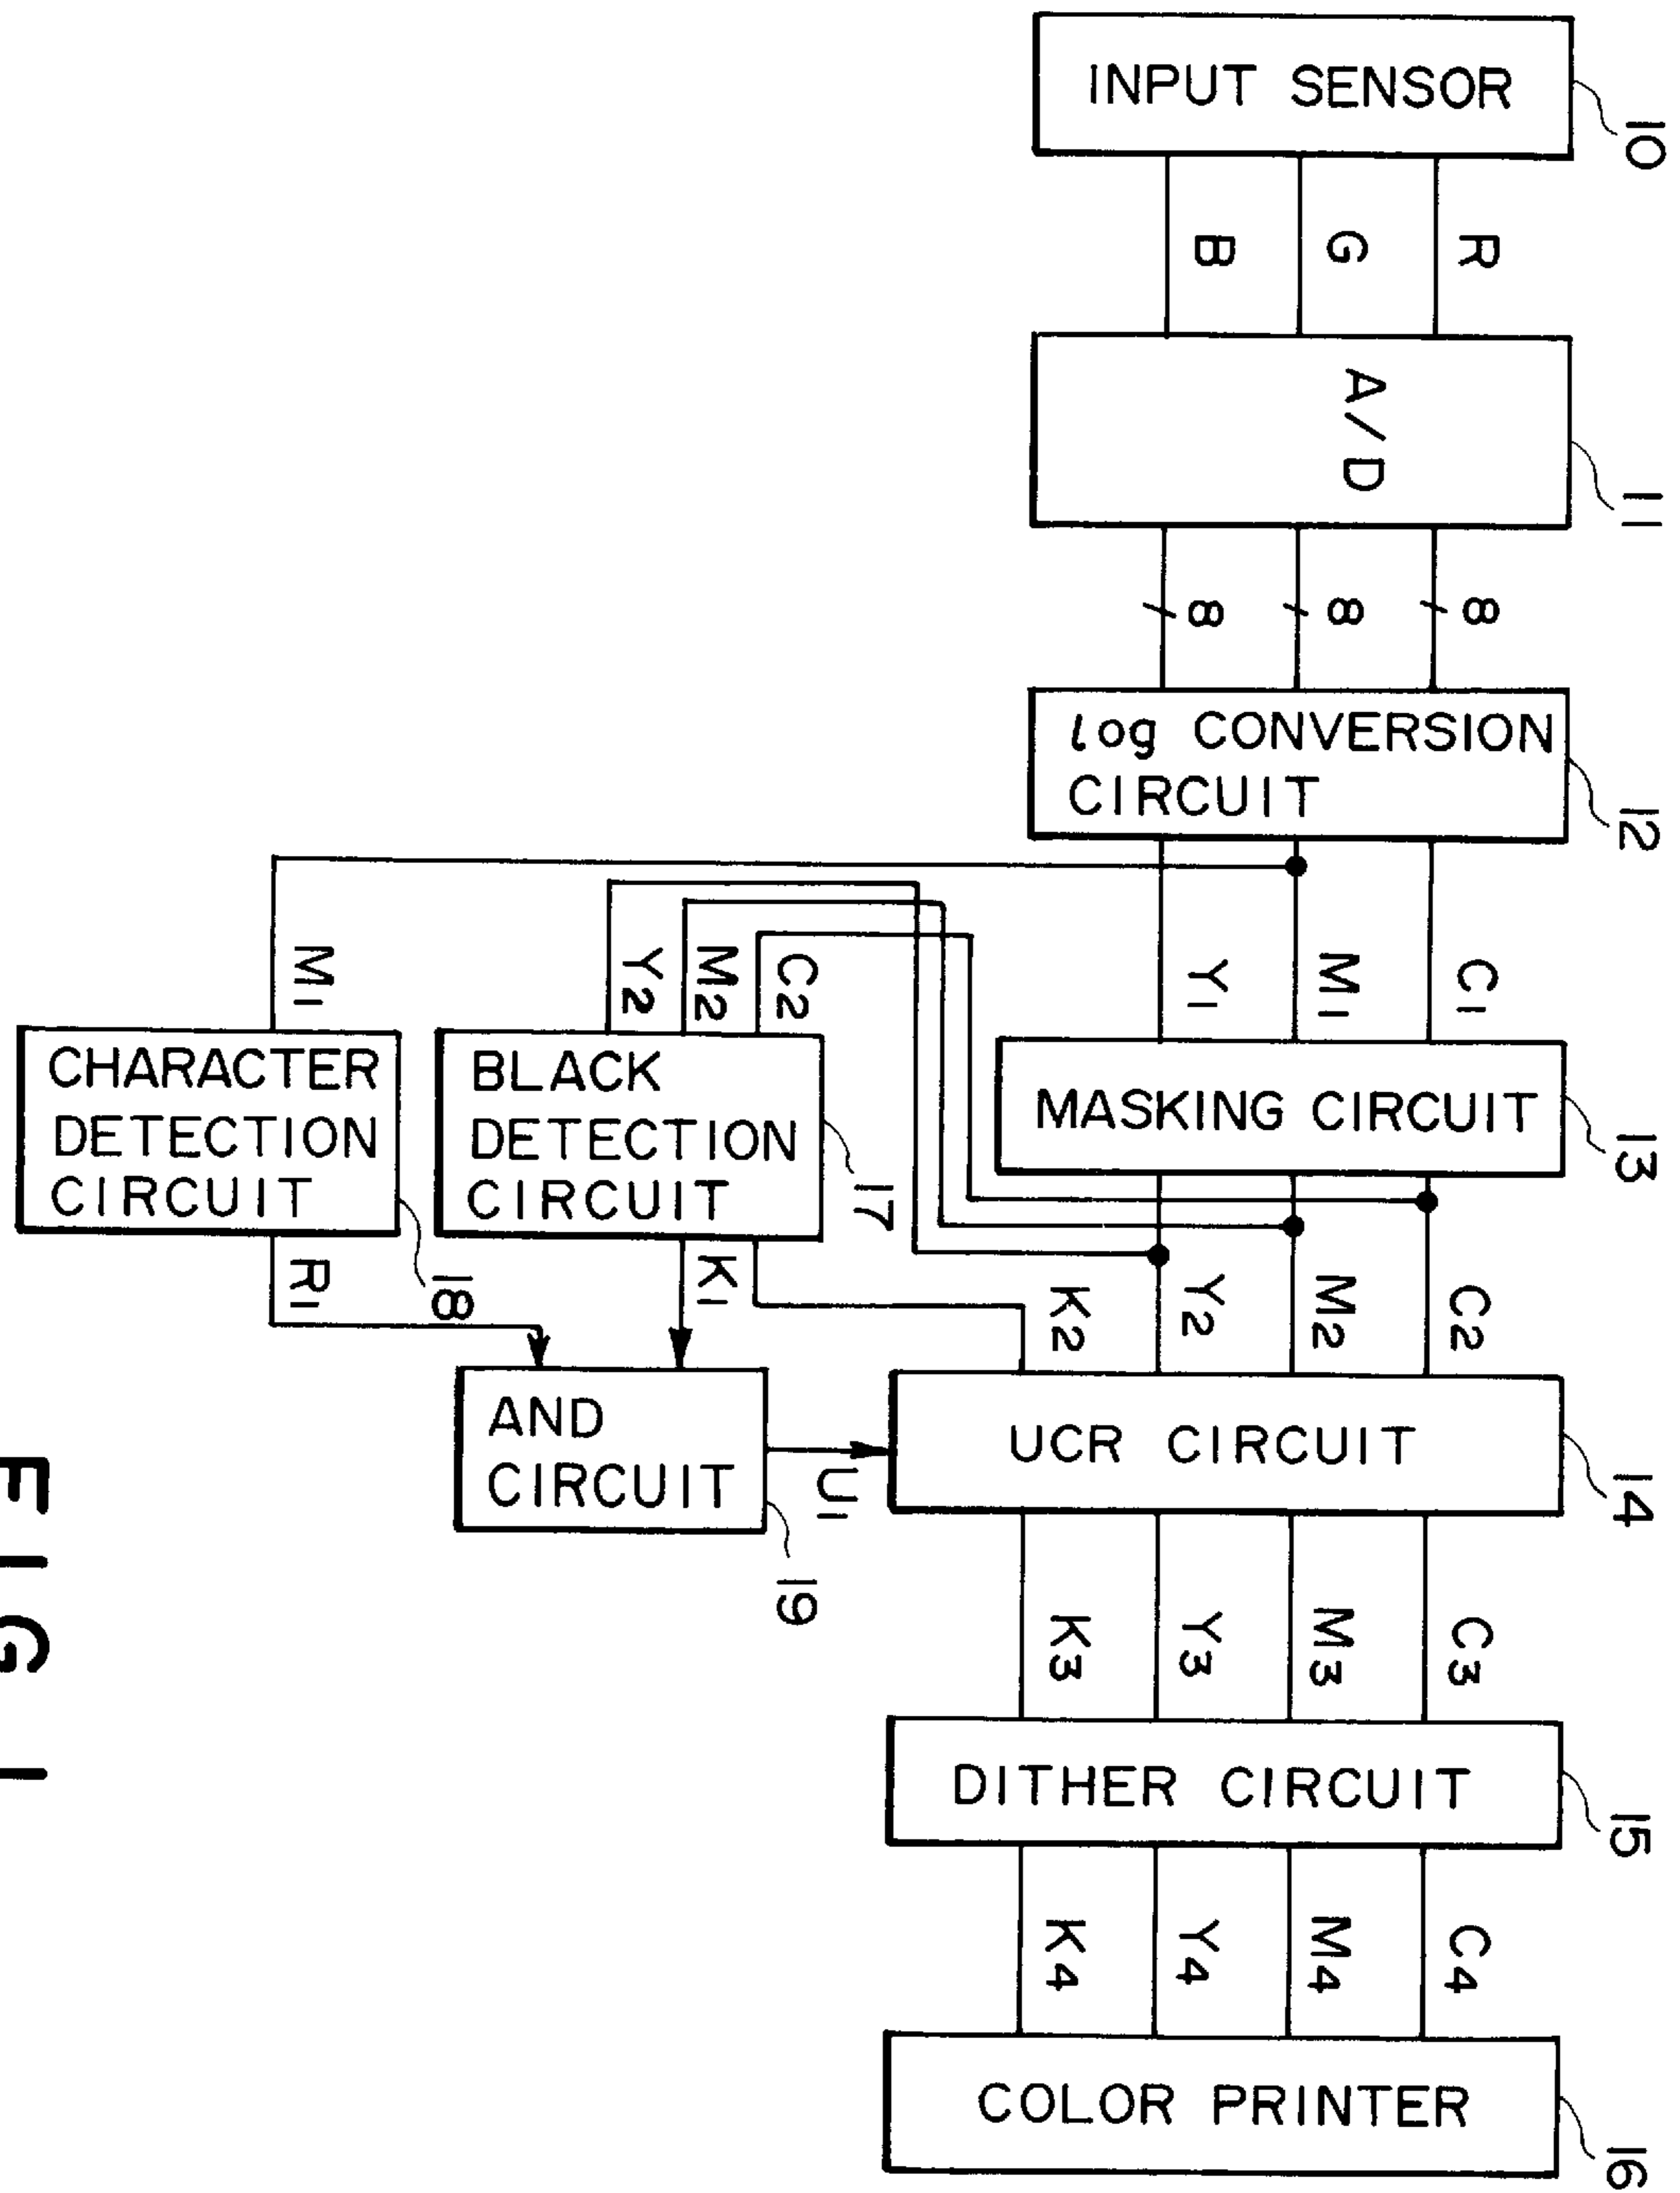 INPUT SENSOR
10
R
G
B
A/D
11
8
8
8
log CONVERSION
CIRCUIT
12
C1
M1
Y1
MASKING CIRCUIT
13
C2
M2
Y2
K2
UCR CIRCUIT
14
C3
M3
Y3
K3
DITHER CIRCUIT
15
C4
M4
Y4
K4
COLOR PRINTER
16
C2
M2
Y2
BLACK
DETECTION
CIRCUIT
17
K1
M1
CHARACTER
DETECTION
CIRCUIT
18
R1
AND
CIRCUIT
19
U1
FIG. 1